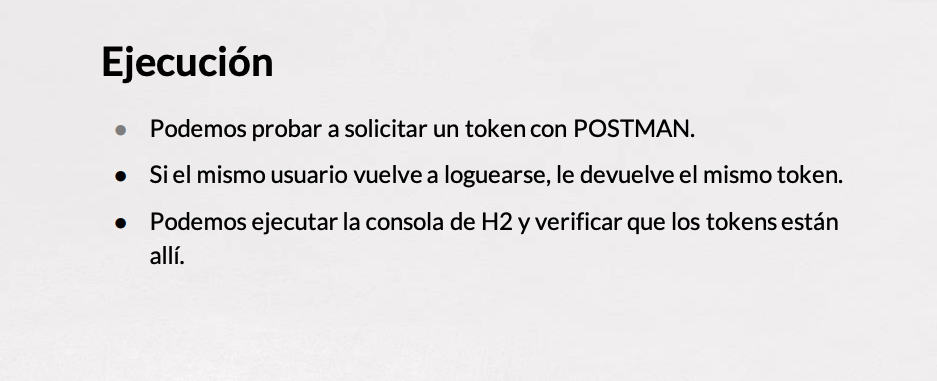 Ejecución
● Podemos probar a solicitar un token con POSTMAN.
● Si el mismo usuario vuelve a loguearse, le devuelve el mismo token.
● Podemos ejecutar la consola de H2 y verificar que los tokens están
allí.